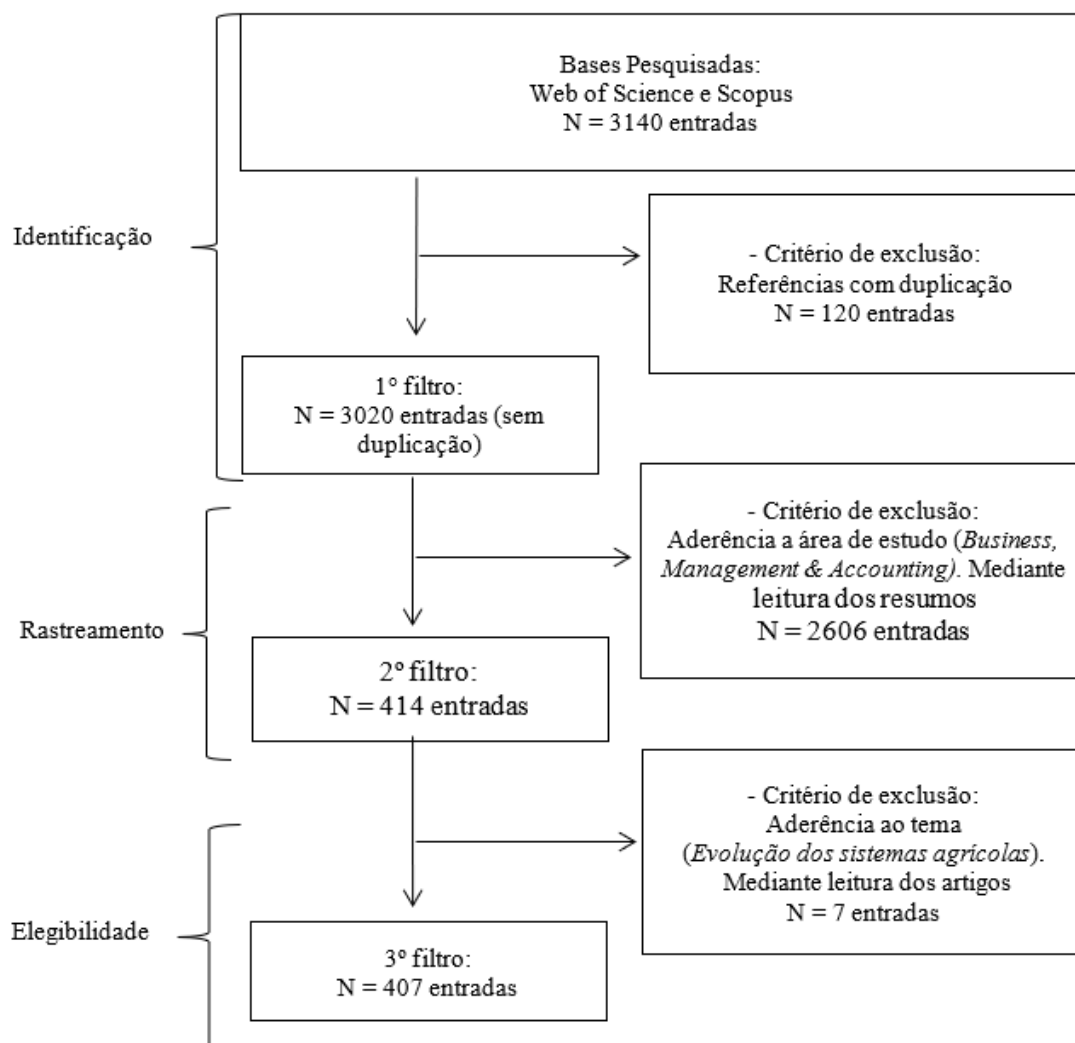 Bases Pesquisadas:
Web of Science e Scopus
N = 3140 entradas
Identificação
- Critério de exclusão:
Referências com duplicação
N = 120 entradas
1° filtro:
N = 3020 entradas (sem
duplicação)
- Critério de exclusão:
Aderência a área de estudo (Business,
Management & Accounting). Mediante
leitura dos resumos
N = 2606 entradas
Rastreamento
2º filtro:
N = 414 entradas
- Critério de exclusão:
Aderência ao tema
(Evolução dos sistemas agrícolas).
Mediante leitura dos artigos
N = 7 entradas
Elegibilidade
3º filtro:
N = 407 entradas